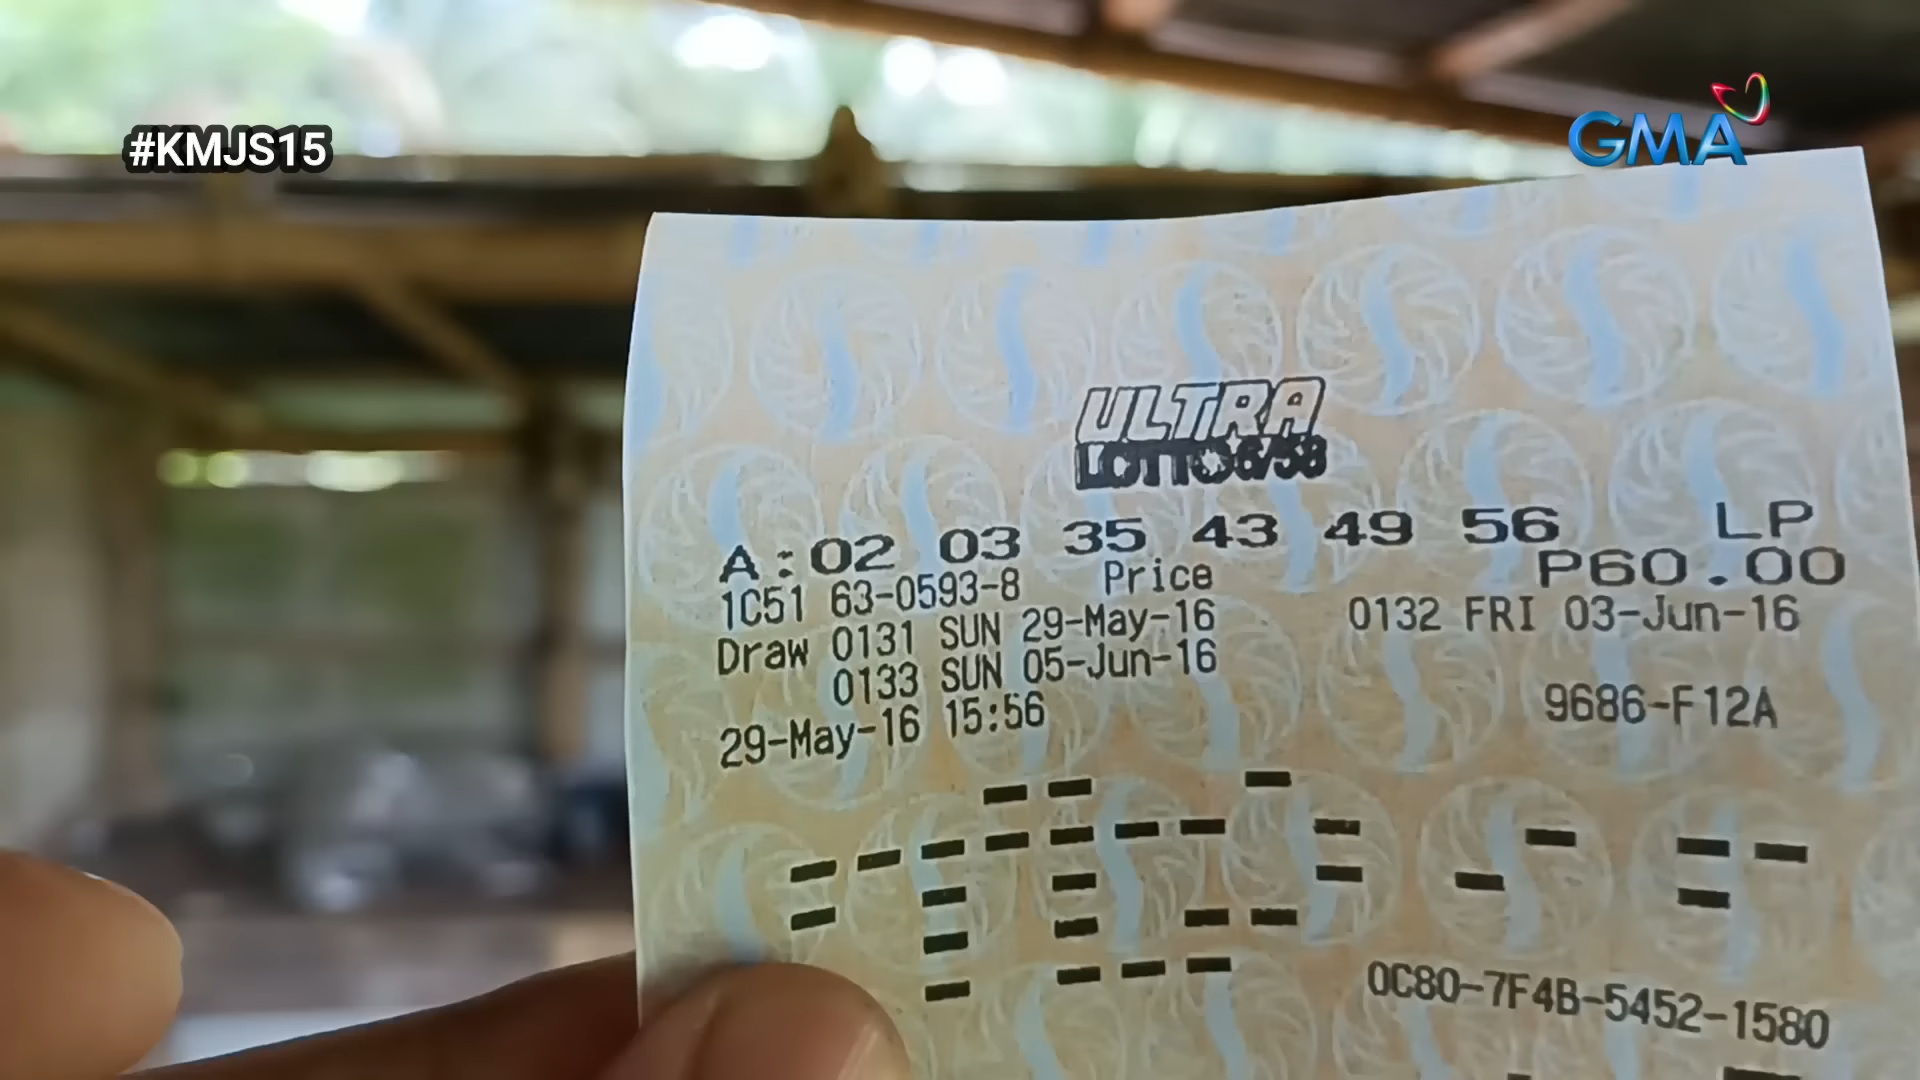 #KMJS15
GMA
ULTRA
LOTTO 6/58
A:02 03 35 43 49 56 LP
1C51 63-0593-8 Price P60.00
Draw 0131 SUN 29-May-16 0132 FRI 03-Jun-16
0133 SUN 05-Jun-16
29-May-16 15:56 9686-F12A
0C80-7F4B-5452-1580